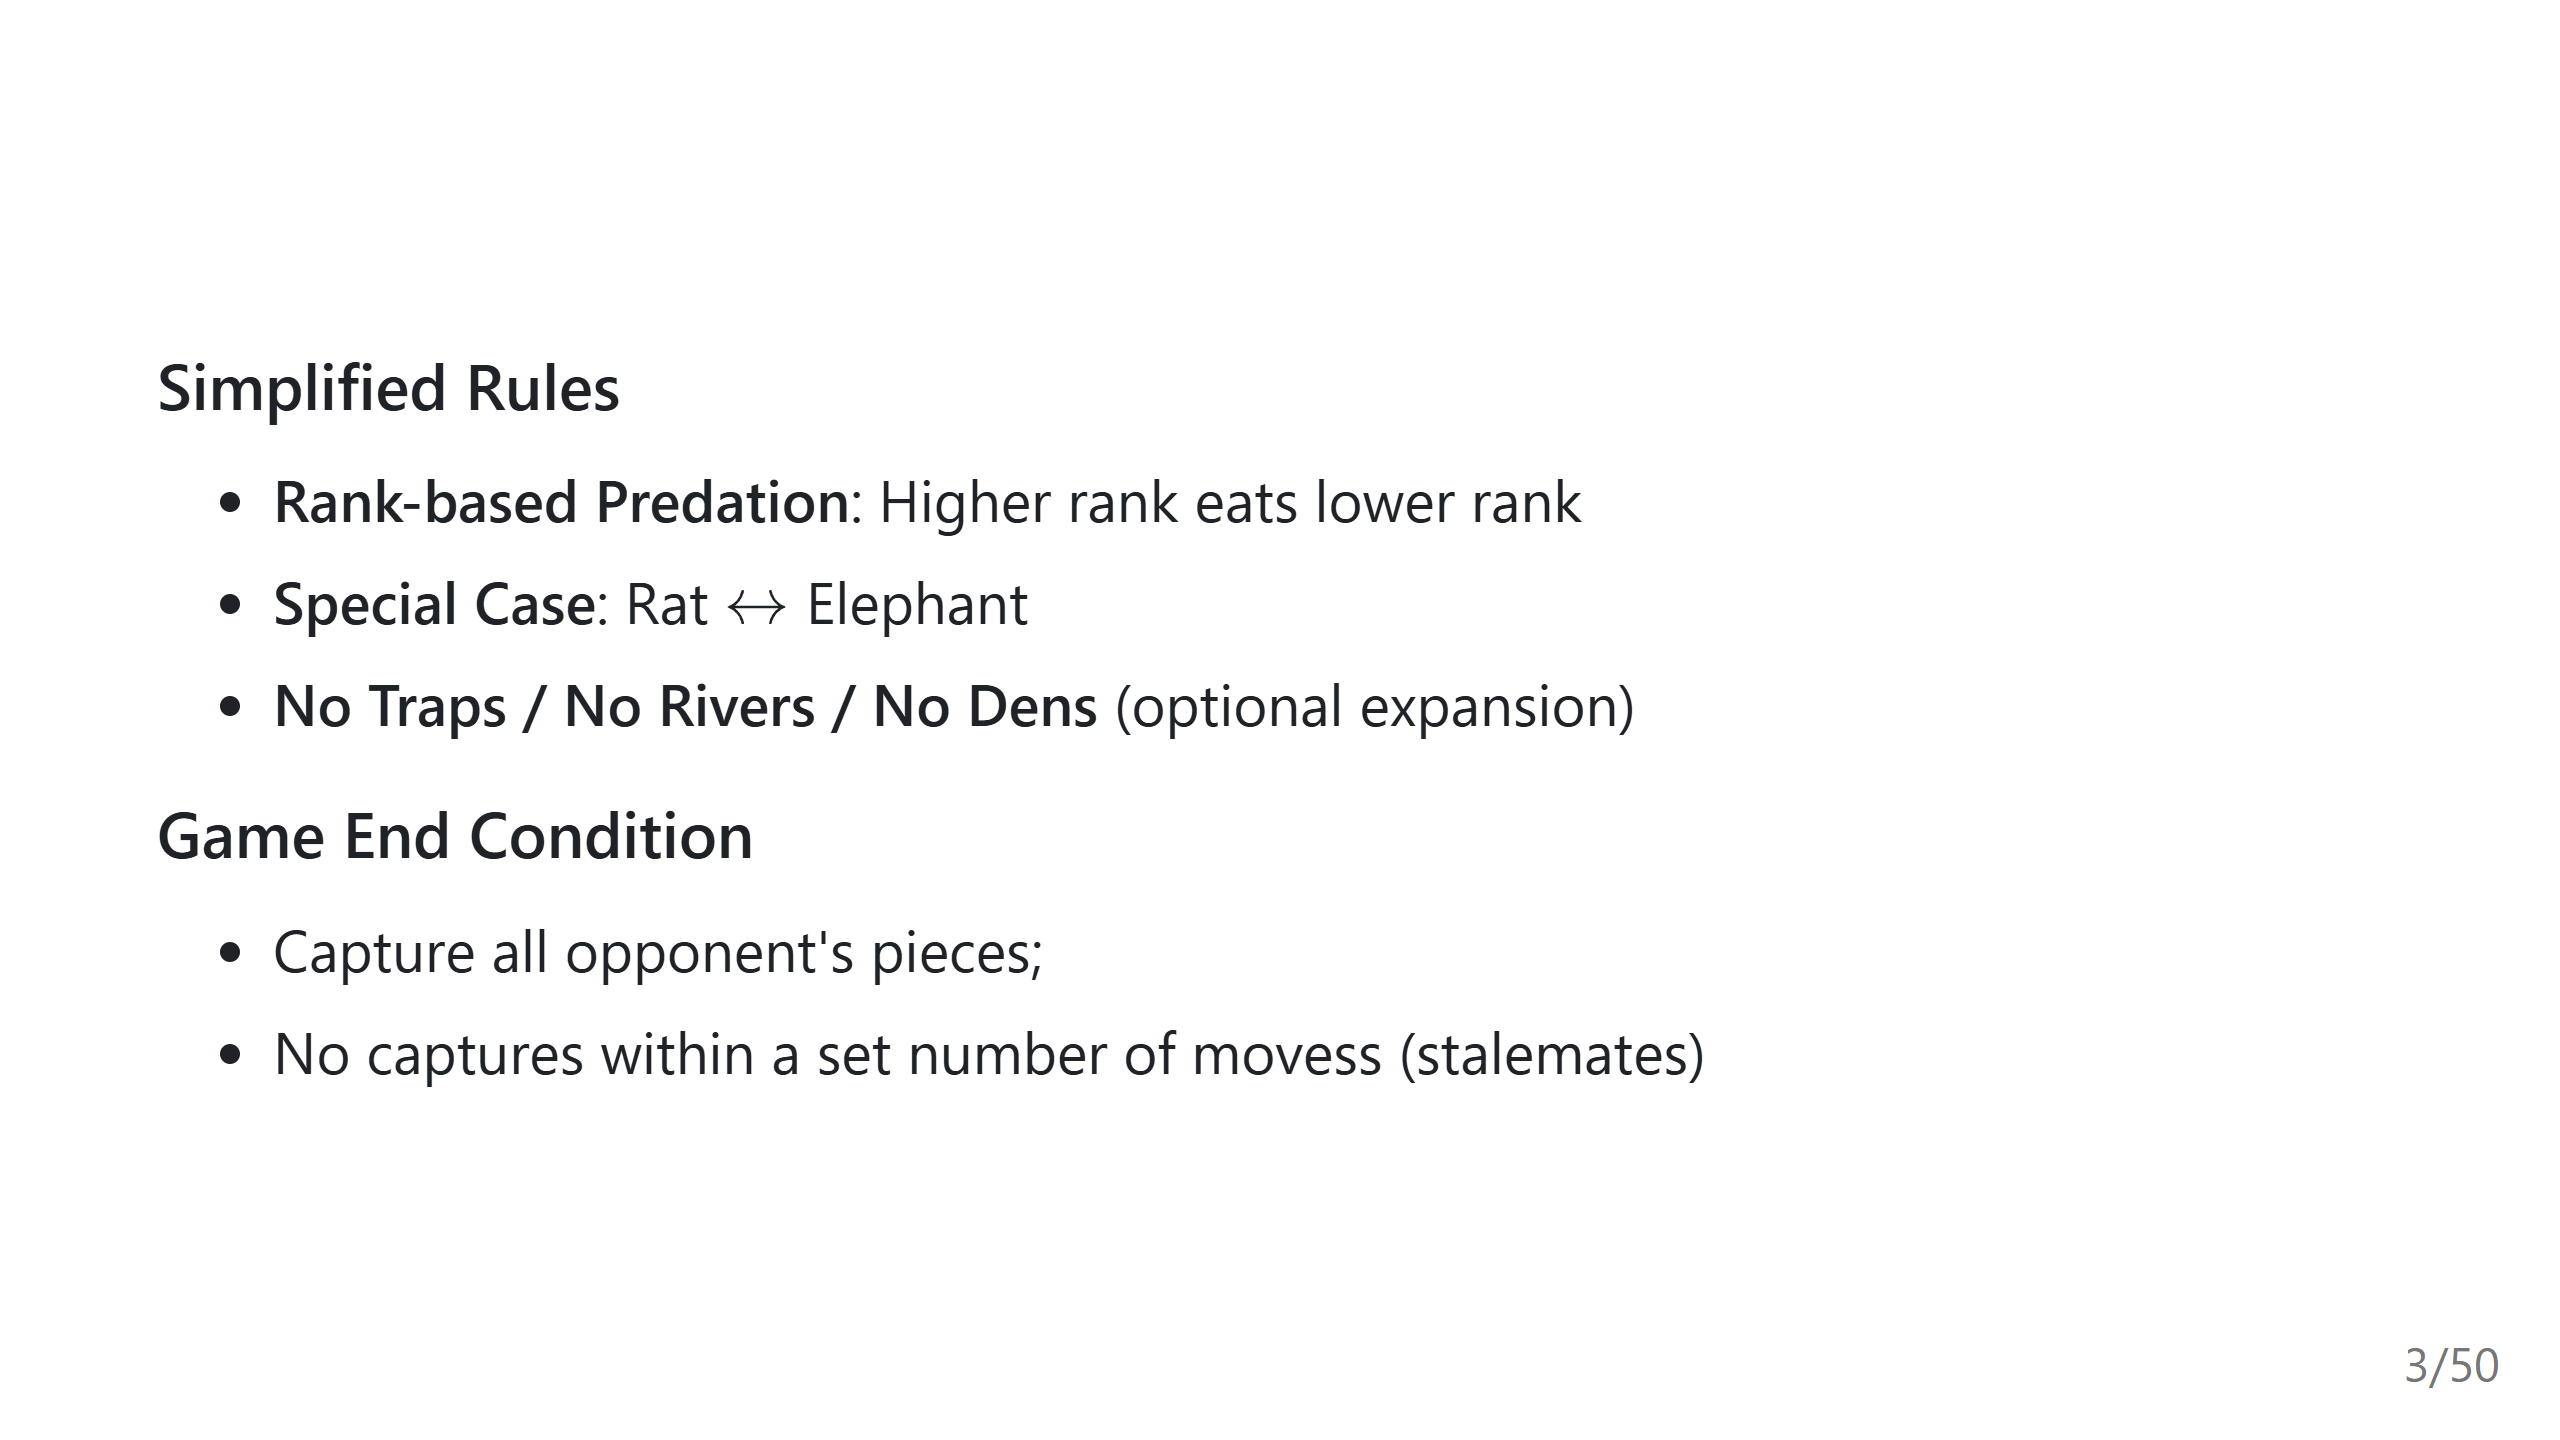 Simplified Rules
• Rank-based Predation: Higher rank eats lower rank
• Special Case: Rat ↔ Elephant
• No Traps / No Rivers / No Dens (optional expansion)
Game End Condition
• Capture all opponent's pieces;
• No captures within a set number of movess (stalemates)
3/50